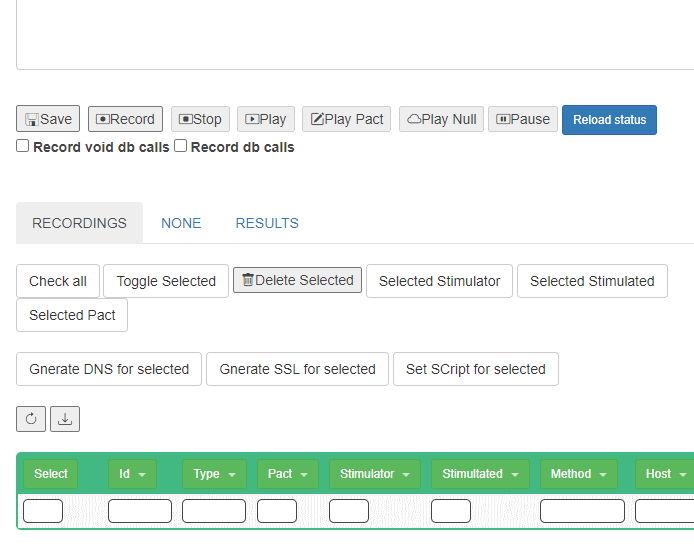 Save Record Stop Play Play Pact Play Null Pause Reload status
Record void db calls Record db calls
RECORDINGS NONE RESULTS
Check all Toggle Selected Delete Selected Selected Stimulator Selected Stimulated
Selected Pact
Gnerate DNS for selected Gnerate SSL for selected Set SCript for selected
Select Id Type Pact Stimulator Stimultated Method Host